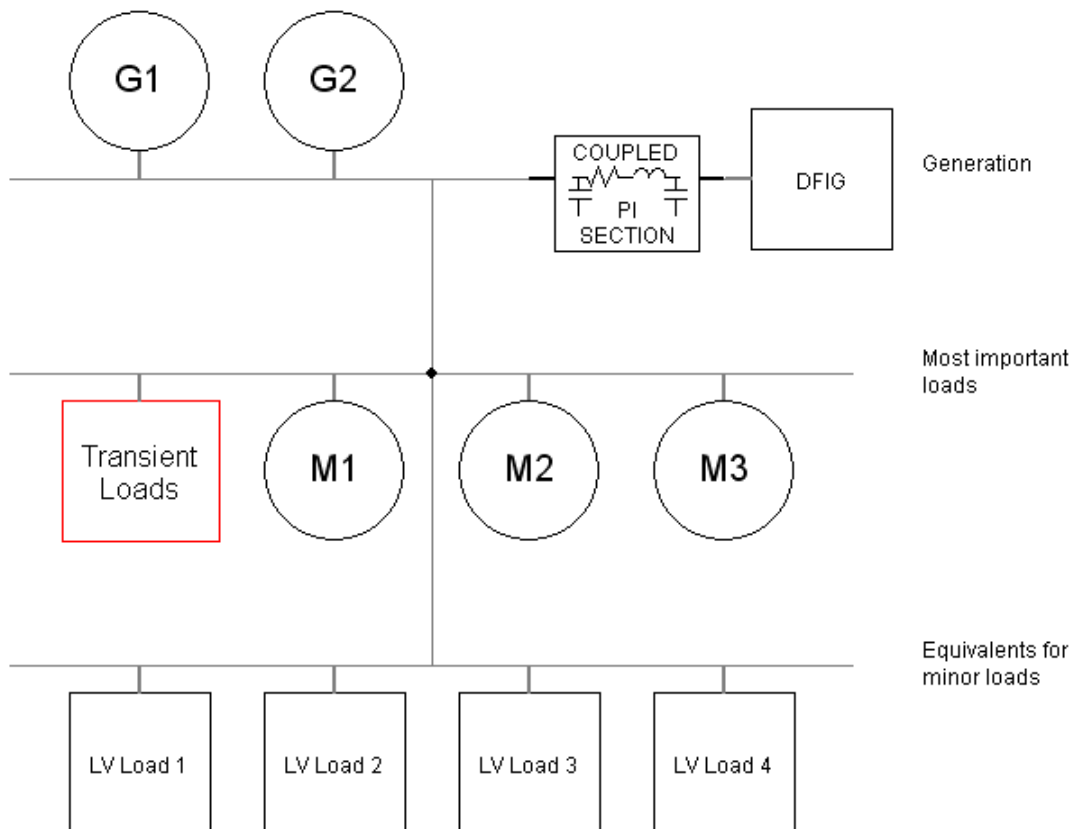 G1
G2
COUPLED
PI
SECTION
DFIG
Generation
Most important
loads
Transient
Loads
M1
M2
M3
Equivalents for
minor loads
LV Load 1
LV Load 2
LV Load 3
LV Load 4